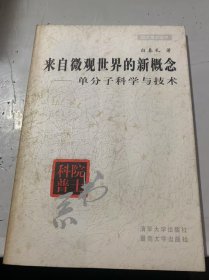 白春礼 著
来自微观世界的新概念
——单分子科学与技术
院士
科普
书系
清华大学出版社
暨南大学出版社